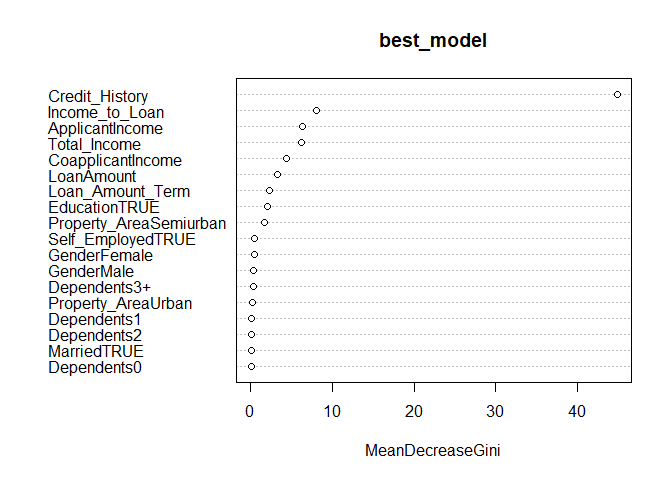 best_model
Credit_History
Income_to_Loan
ApplicantIncome
Total_Income
CoapplicantIncome
LoanAmount
Loan_Amount_Term
EducationTRUE
Property_AreaSemiurban
Self_EmployedTRUE
GenderFemale
GenderMale
Dependents3+
Property_AreaUrban
Dependents1
Dependents2
MarriedTRUE
Dependents0
0 10 20 30 40
MeanDecreaseGini